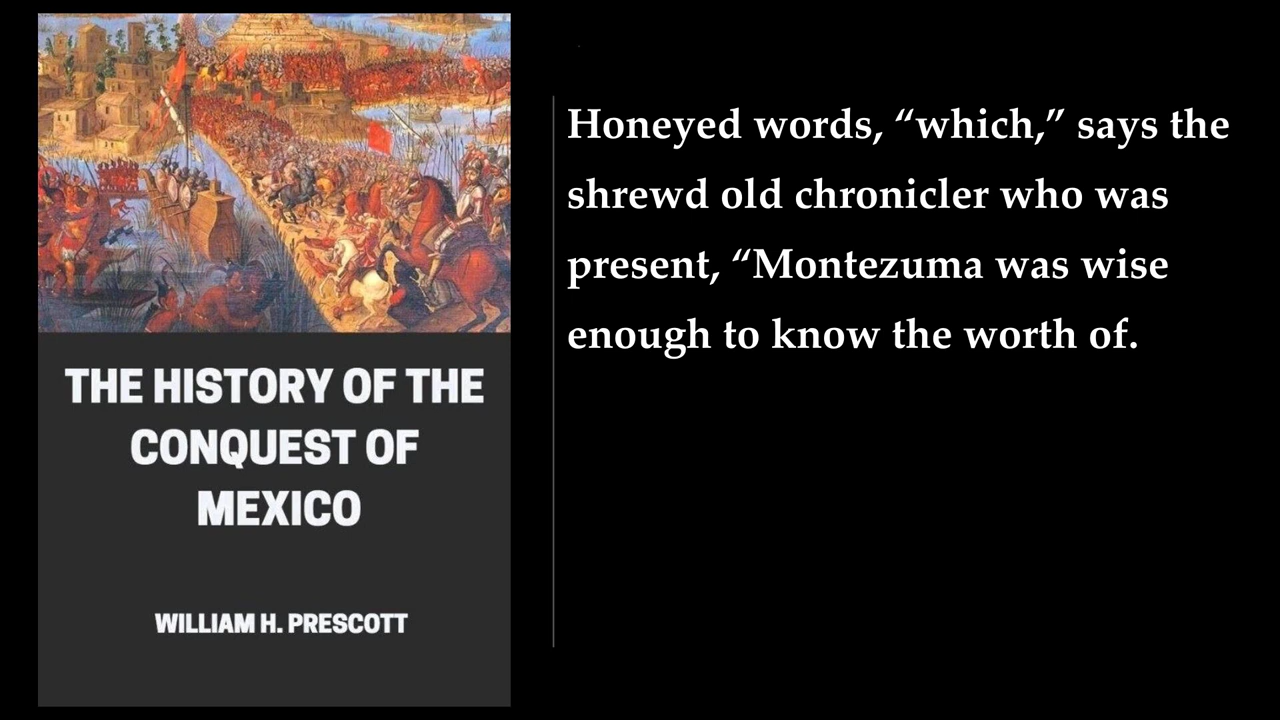 THE HISTORY OF THE
CONQUEST OF
MEXICO
WILLIAM H. PRESCOTT
Honeyed words, “which,” says the
shrewd old chronicler who was
present, “Montezuma was wise
enough to know the worth of.